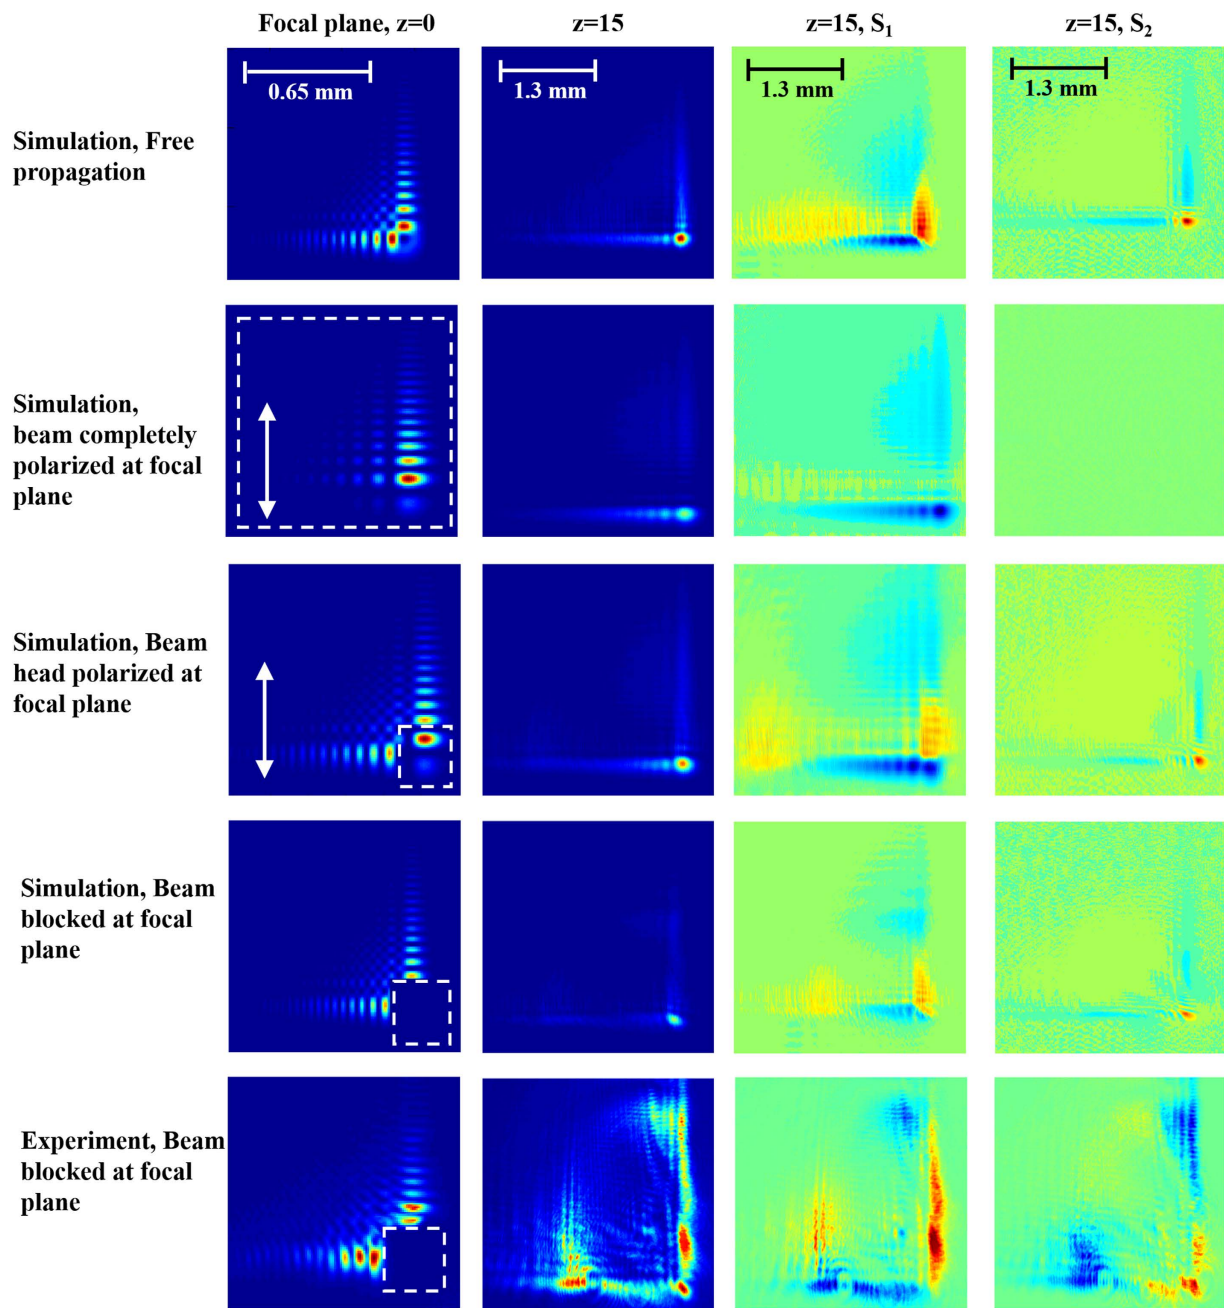 Focal plane, z=0
z=15
z=15, S₁
z=15, S₂
0.65 mm
1.3 mm
1.3 mm
1.3 mm
Simulation, Free
propagation
Simulation,
beam completely
polarized at focal
plane
Simulation, Beam
head polarized at
focal plane
Simulation, Beam
blocked at focal
plane
Experiment, Beam
blocked at focal
plane